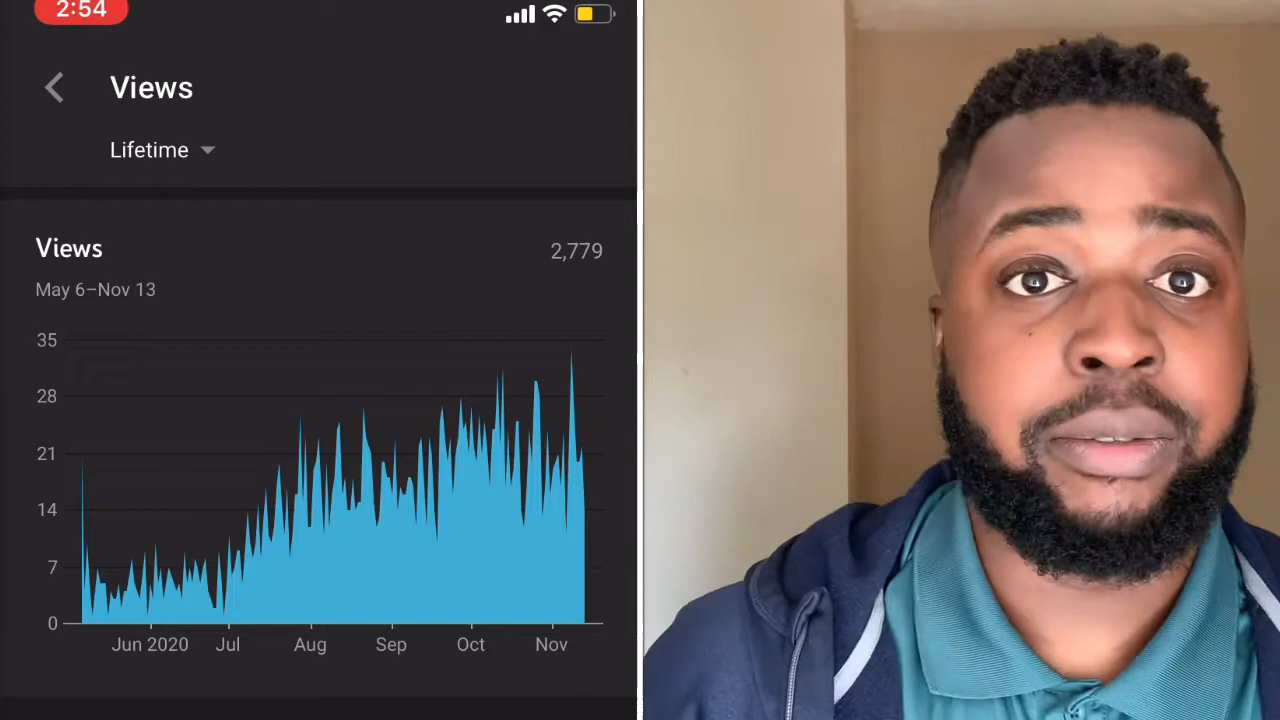 2:54
Views
Lifetime
Views
2,779
May 6–Nov 13
35
28
21
14
7
0
Jun 2020 Jul Aug Sep Oct Nov